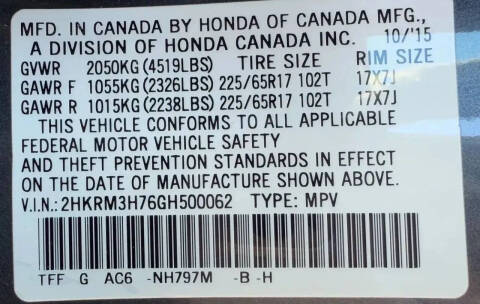 MFD. IN CANADA BY HONDA OF CANADA MFG.,
A DIVISION OF HONDA CANADA INC. 10/'15
GVWR 2050KG (4519LBS) TIRE SIZE RIM SIZE
GAWR F 1055KG (2326LBS) 225/65R17 102T 17X7J
GAWR R 1015KG (2238LBS) 225/65R17 102T 17X7J
THIS VEHICLE CONFORMS TO ALL APPLICABLE
FEDERAL MOTOR VEHICLE SAFETY
AND THEFT PREVENTION STANDARDS IN EFFECT
ON THE DATE OF MANUFACTURE SHOWN ABOVE.
V.I.N.: 2HKRM3H76GH500062 TYPE: MPV
TFF G AC6 -NH797M -B -H